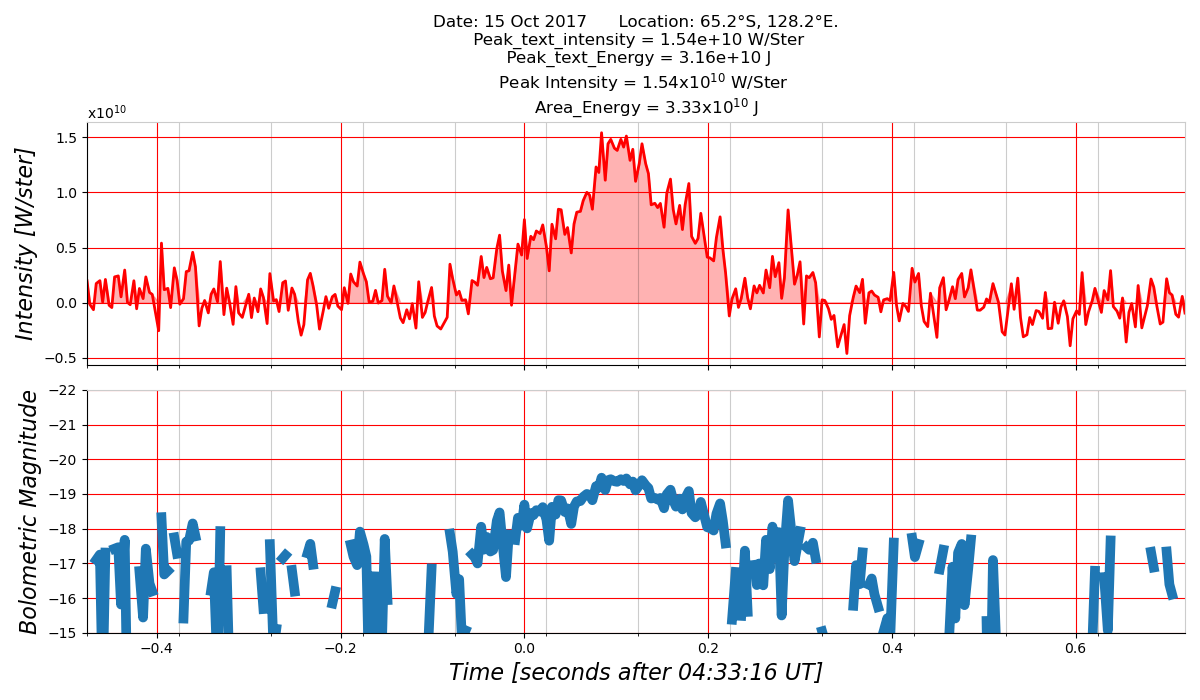 Date: 15 Oct 2017      Location: 65.2°S, 128.2°E.
Peak_text_intensity = 1.54e+10 W/Ster
Peak_text_Energy = 3.16e+10 J
Peak Intensity = 1.54x10¹⁰ W/Ster
Area_Energy = 3.33x10¹⁰ J
x10¹⁰
Intensity [W/ster]
1.5
1.0
0.5
0.0
−0.5
Bolometric Magnitude
−22
−21
−20
−19
−18
−17
−16
−15
−0.4 −0.2 0.0 0.2 0.4 0.6
Time [seconds after 04:33:16 UT]